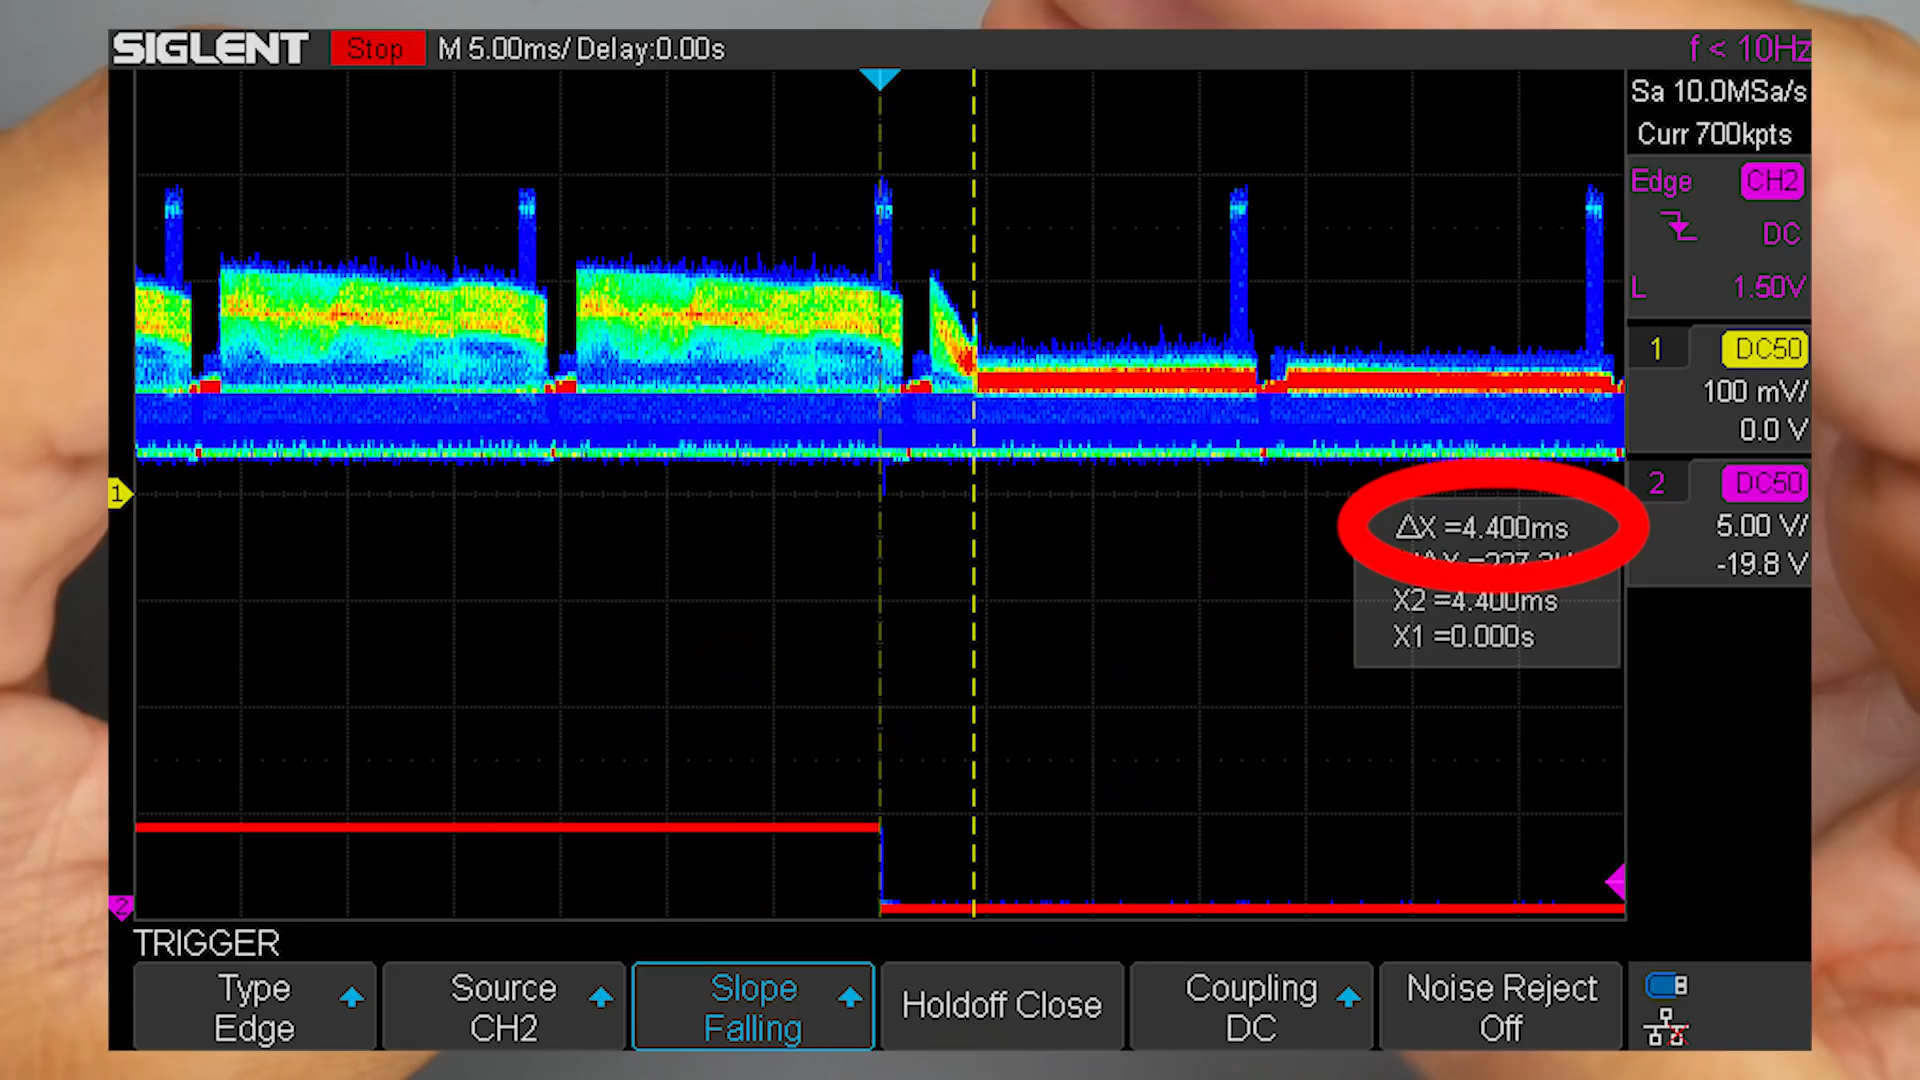 SIGLENT Stop M 5.00ms/ Delay:0.00s f < 10Hz
Sa 10.0MSa/s
Curr 700kpts
Edge CH2
DC
L 1.50V
1 DC50
100 mV/
0.0 V
2 DC50
5.00 V/
-19.8 V
1
ΔX =4.400ms
X2 =4.400ms
X1 =0.000s
2
TRIGGER
Type
Edge
Source
CH2
Slope
Falling
Holdoff Close
Coupling
DC
Noise Reject
Off